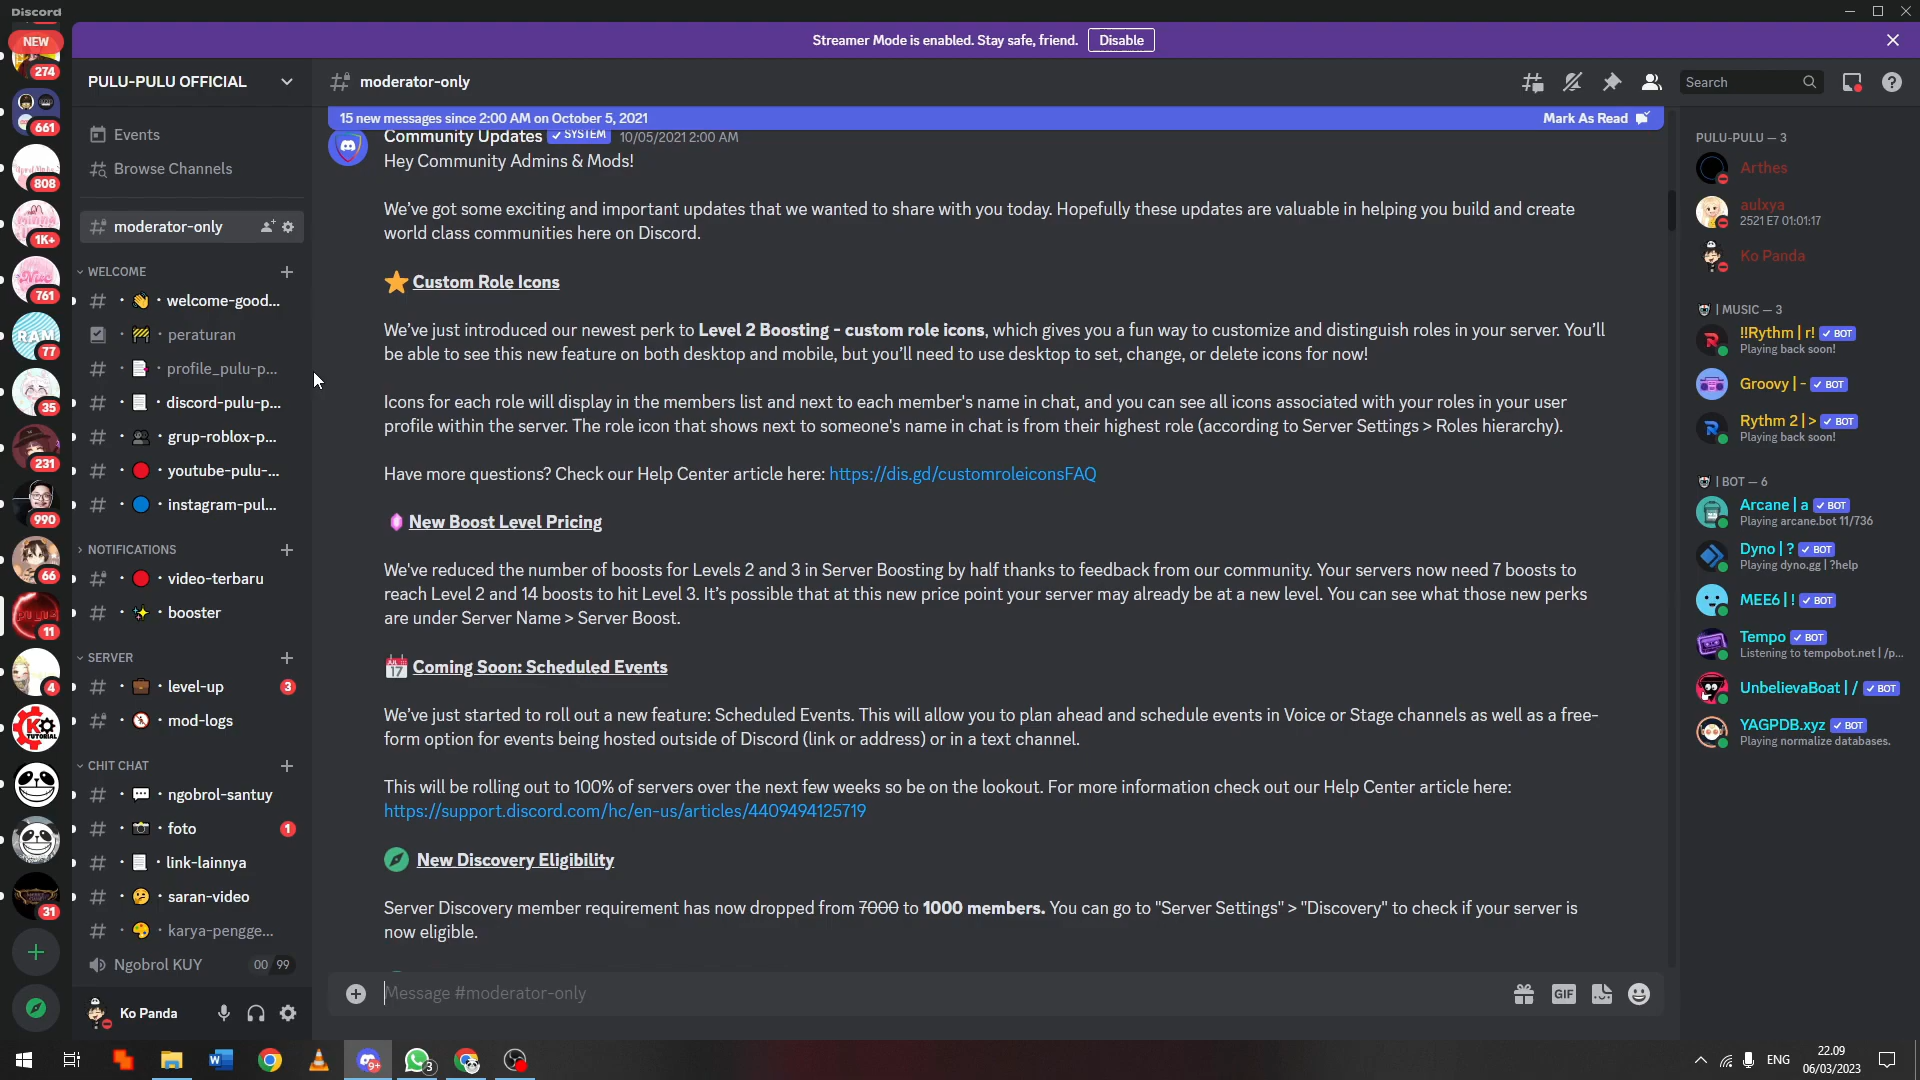 Discord
Streamer Mode is enabled. Stay safe, friend.
Disable
NEW
274
661
808
1K+
761
RAM
77
35
231
990
66
11
4
TUTORIAL
31
PULU-PULU OFFICIAL
Events
Browse Channels
moderator-only
WELCOME
welcome-good...
peraturan
profile_pulu-p...
discord-pulu-p...
grup-roblox-p...
youtube-pulu-...
instagram-pul...
NOTIFICATIONS
video-terbaru
booster
SERVER
level-up
3
mod-logs
CHIT CHAT
ngobrol-santuy
foto
1
link-lainnya
saran-video
karya-pengge...
Ngobrol KUY
00 99
Ko Panda
moderator-only
Search
15 new messages since 2:00 AM on October 5, 2021
Mark As Read
Community Updates ✓ SYSTEM 10/05/2021 2:00 AM
Hey Community Admins & Mods!
We've got some exciting and important updates that we wanted to share with you today. Hopefully these updates are valuable in helping you build and create
world class communities here on Discord.
Custom Role Icons
We've just introduced our newest perk to Level 2 Boosting - custom role icons, which gives you a fun way to customize and distinguish roles in your server. You'll
be able to see this new feature on both desktop and mobile, but you'll need to use desktop to set, change, or delete icons for now!
Icons for each role will display in the members list and next to each member's name in chat, and you can see all icons associated with your roles in your user
profile within the server. The role icon that shows next to someone's name in chat is from their highest role (according to Server Settings > Roles hierarchy).
Have more questions? Check our Help Center article here: https://dis.gd/customroleiconsFAQ
New Boost Level Pricing
We've reduced the number of boosts for Levels 2 and 3 in Server Boosting by half thanks to feedback from our community. Your servers now need 7 boosts to
reach Level 2 and 14 boosts to hit Level 3. It's possible that at this new price point your server may already be at a new level. You can see what those new perks
are under Server Name > Server Boost.
JUL
17
Coming Soon: Scheduled Events
We've just started to roll out a new feature: Scheduled Events. This will allow you to plan ahead and schedule events in Voice or Stage channels as well as a free-
form option for events being hosted outside of Discord (link or address) or in a text channel.
This will be rolling out to 100% of servers over the next few weeks so be on the lookout. For more information check out our Help Center article here:
https://support.discord.com/hc/en-us/articles/4409494125719
New Discovery Eligibility
Server Discovery member requirement has now dropped from 7000 to 1000 members. You can go to "Server Settings" > "Discovery" to check if your server is
now eligible.
Message #moderator-only
GIF
PULU-PULU — 3
Arthes
aulxya
2521 E7 01:01:17
Ko Panda
| MUSIC — 3
!!Rythm | r! ✓ BOT
Playing back soon!
Groovy | - ✓ BOT
Rythm 2 | > ✓ BOT
Playing back soon!
| BOT — 6
Arcane | a ✓ BOT
Playing arcane.bot 11/736
Dyno | ? ✓ BOT
Playing dyno.gg | ?help
MEE6 | ! ✓ BOT
Tempo ✓ BOT
Listening to tempobot.net | /p...
UnbelievaBoat | / ✓ BOT
YAGPDB.xyz ✓ BOT
Playing normalize databases.
9+
3
ENG
22.09
06/03/2023